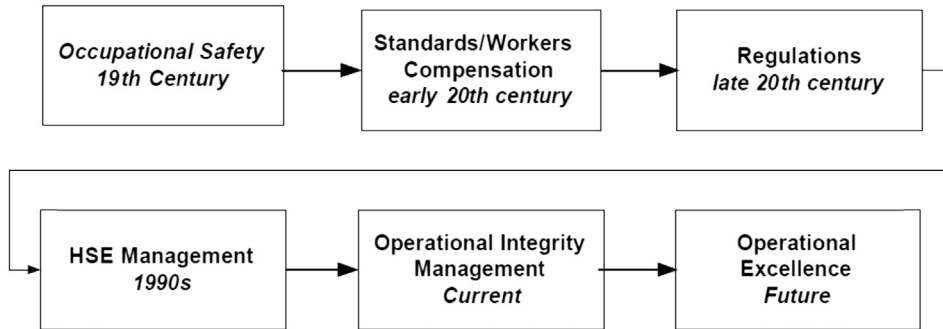 Occupational Safety
19th Century
Standards/Workers
Compensation
early 20th century
Regulations
late 20th century
HSE Management
1990s
Operational Integrity
Management
Current
Operational
Excellence
Future